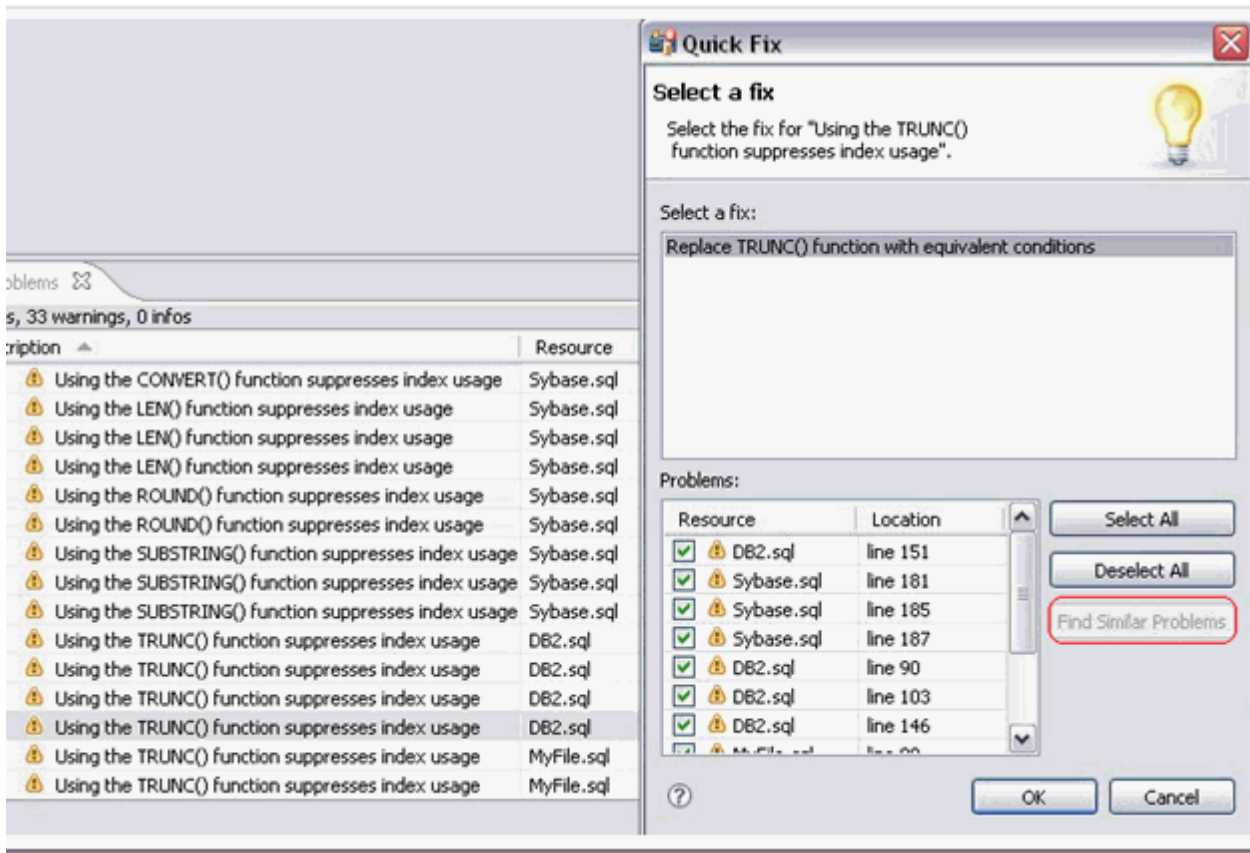 Quick Fix
Select a fix
Select the fix for "Using the TRUNC()
function suppresses index usage".
Select a fix:
Replace TRUNC() function with equivalent conditions
oblems
s, 33 warnings, 0 infos
ription Resource
Using the CONVERT() function suppresses index usage Sybase.sql
Using the LEN() function suppresses index usage Sybase.sql
Using the LEN() function suppresses index usage Sybase.sql
Using the LEN() function suppresses index usage Sybase.sql
Using the ROUND() function suppresses index usage Sybase.sql
Using the ROUND() function suppresses index usage Sybase.sql
Using the SUBSTRING() function suppresses index usage Sybase.sql
Using the SUBSTRING() function suppresses index usage Sybase.sql
Using the SUBSTRING() function suppresses index usage Sybase.sql
Using the TRUNC() function suppresses index usage DB2.sql
Using the TRUNC() function suppresses index usage DB2.sql
Using the TRUNC() function suppresses index usage DB2.sql
Using the TRUNC() function suppresses index usage DB2.sql
Using the TRUNC() function suppresses index usage MyFile.sql
Using the TRUNC() function suppresses index usage MyFile.sql
Problems:
Resource Location
DB2.sql line 151
Sybase.sql line 181
Sybase.sql line 185
Sybase.sql line 187
DB2.sql line 90
DB2.sql line 103
DB2.sql line 146
Select All
Deselect All
Find Similar Problems
OK
Cancel